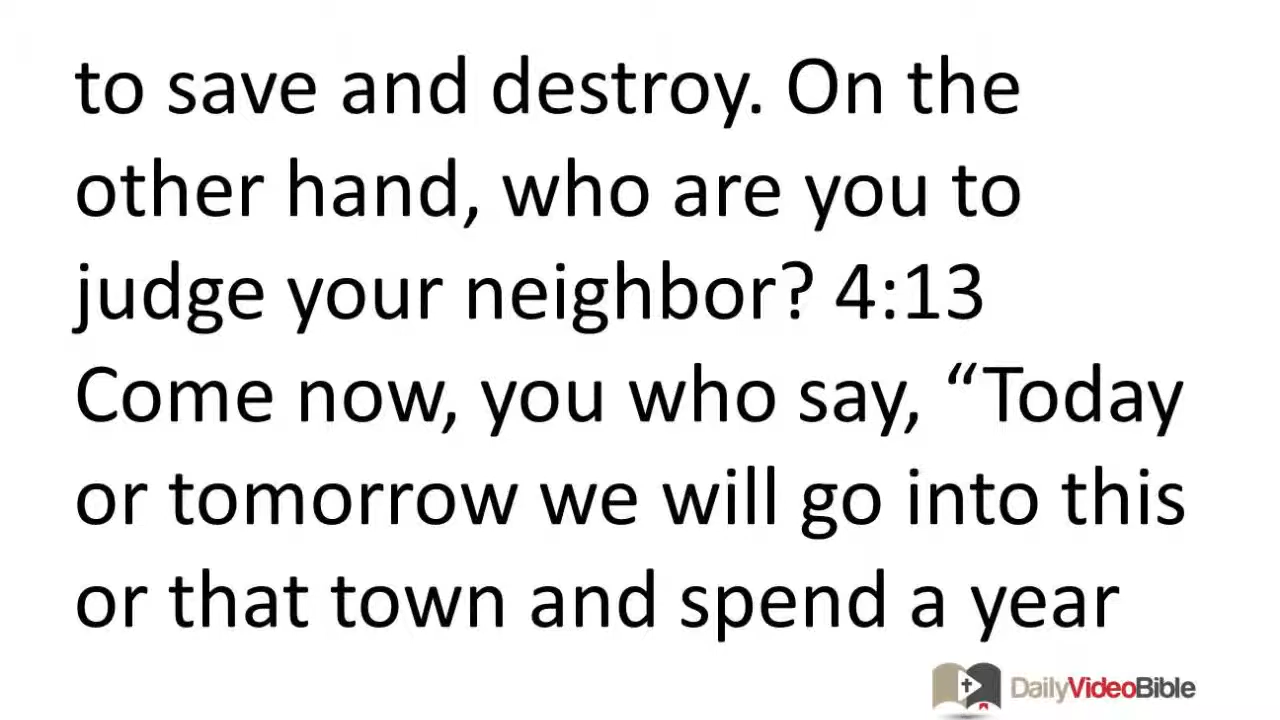 to save and destroy. On the
other hand, who are you to
judge your neighbor? 4:13
Come now, you who say, “Today
or tomorrow we will go into this
or that town and spend a year
DailyVideoBible